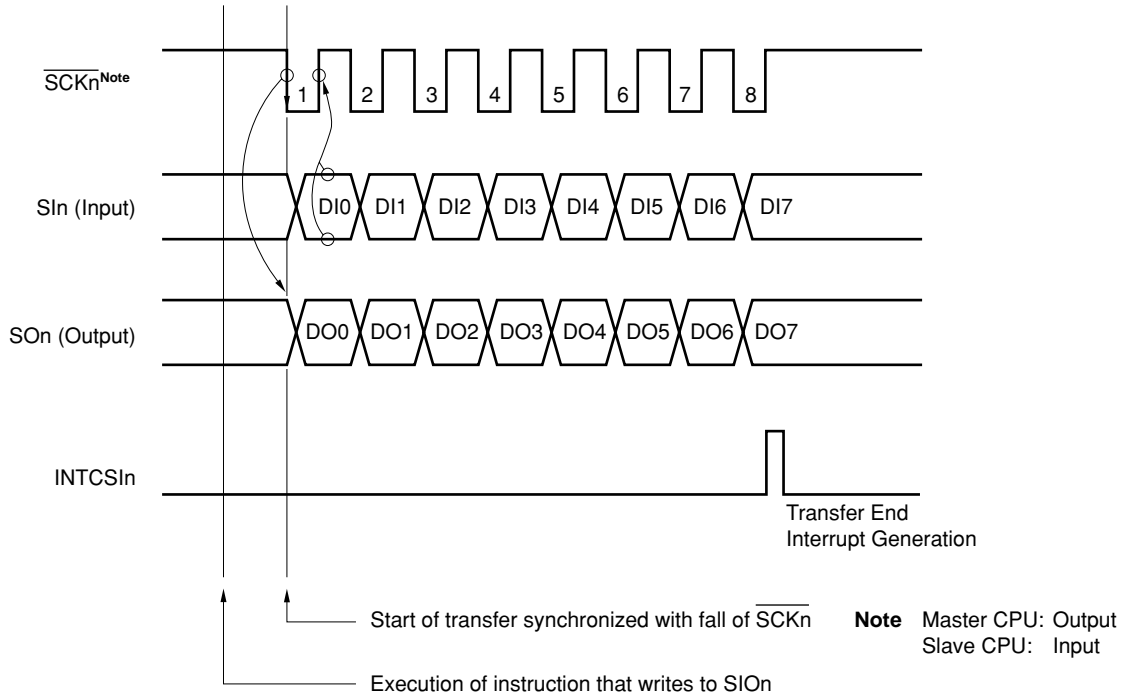 SCKn Note
1 2 3 4 5 6 7 8
SIn (Input)
DI0 DI1 DI2 DI3 DI4 DI5 DI6 DI7
SOn (Output)
DO0 DO1 DO2 DO3 DO4 DO5 DO6 DO7
INTCSIn
Transfer End
Interrupt Generation
Start of transfer synchronized with fall of SCKn
Note Master CPU: Output
Slave CPU: Input
Execution of instruction that writes to SIOn